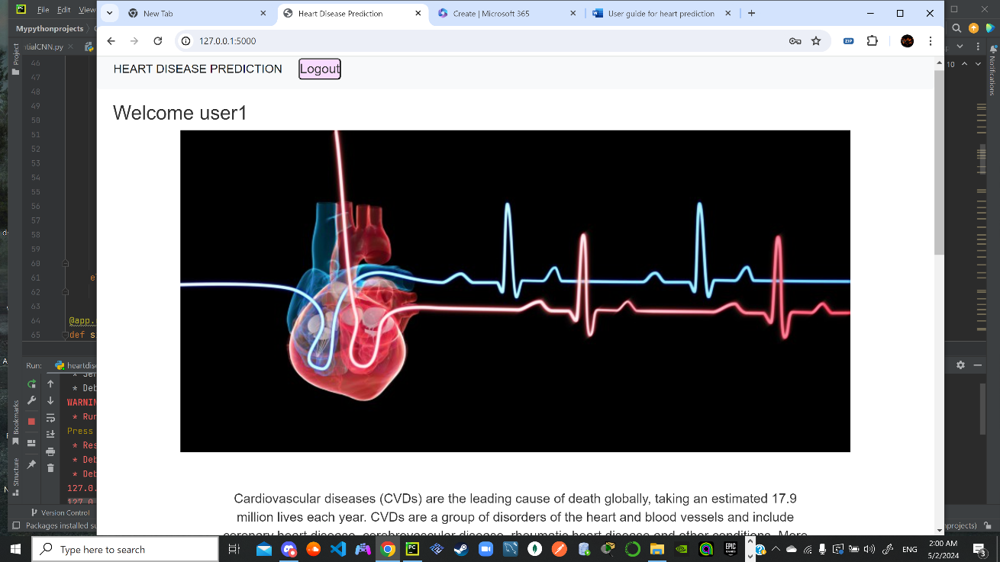 File Edit View
New Tab
Heart Disease Prediction
Create | Microsoft 365
User guide for heart prediction
Mypythonprojects
127.0.0.1:5000
ZIP
Project
tialCNN.py
HEART DISEASE PREDICTION
Logout
10
Notifications
46
47
48
49
50
51
52
53
54
55
56
57
58
59
60
61
62
63
64 @app.
65 def s
Welcome user1
Cardiovascular diseases (CVDs) are the leading cause of death globally, taking an estimated 17.9
million lives each year. CVDs are a group of disorders of the heart and blood vessels and include
Run: heartdis
* Deb
WARNIN
* Run
Press
* Res
* Deb
* Deb
127.0.
127.0
Bookmarks
Structure
Version Control
Packages installed su
projects)
Type here to search
ENG
2:00 AM
5/2/2024
3